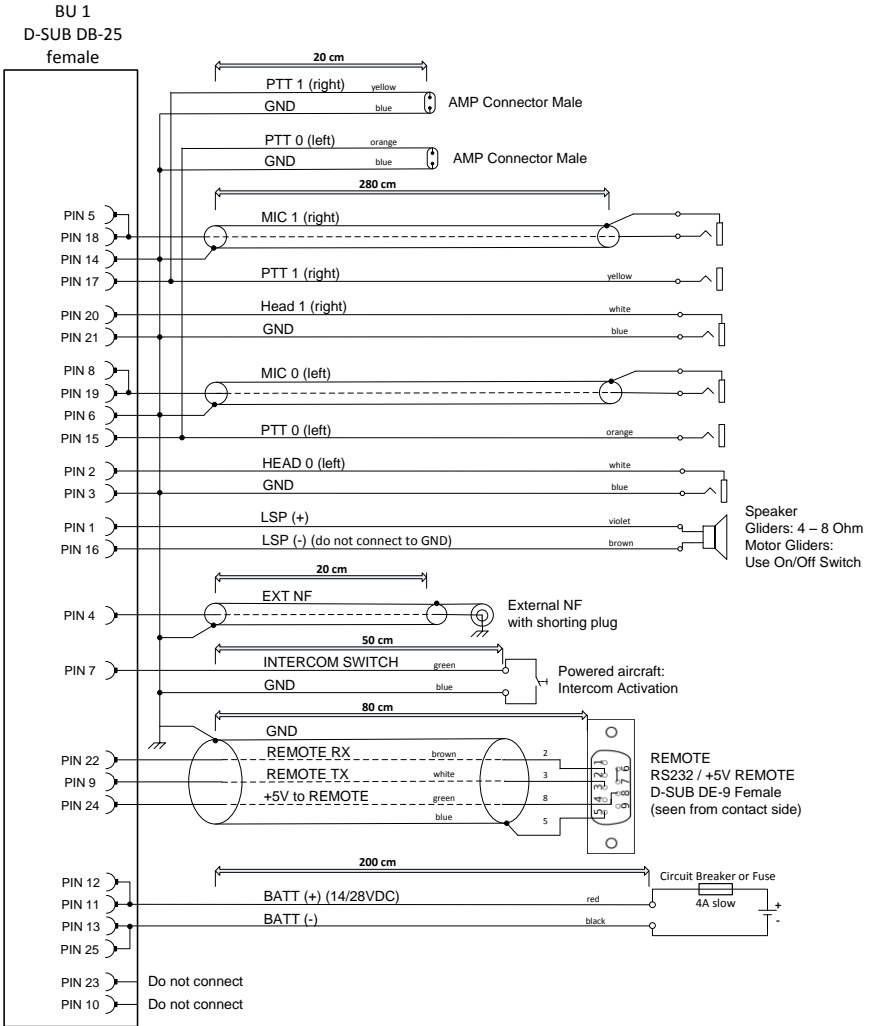 BU 1
D-SUB DB-25
female
20 cm
PTT 1 (right) yellow
GND blue
AMP Connector Male
PTT 0 (left) orange
GND blue
AMP Connector Male
280 cm
PIN 5
MIC 1 (right)
PIN 18
PIN 14
PIN 17 PTT 1 (right) yellow
PIN 20 Head 1 (right) white
PIN 21 GND blue
PIN 8
MIC 0 (left)
PIN 19
PIN 6
PIN 15 PTT 0 (left) orange
PIN 2 HEAD 0 (left) white
PIN 3 GND blue
PIN 1 LSP (+) violet
PIN 16 LSP (-) (do not connect to GND) brown
Speaker
Gliders: 4 – 8 Ohm
Motor Gliders:
Use On/Off Switch
20 cm
PIN 4 EXT NF
External NF
with shorting plug
50 cm
PIN 7 INTERCOM SWITCH green
GND blue
Powered aircraft:
Intercom Activation
80 cm
GND
PIN 22 REMOTE RX brown 2
PIN 9 REMOTE TX white 3
PIN 24 +5V to REMOTE green 8
blue 5
1 2 3 4 5
6 7 8 9
REMOTE
RS232 / +5V REMOTE
D-SUB DE-9 Female
(seen from contact side)
200 cm
PIN 12
PIN 11 BATT (+) (14/28VDC) red
PIN 13 BATT (-) black
PIN 25
Circuit Breaker or Fuse
4A slow
+
-
PIN 23 Do not connect
PIN 10 Do not connect